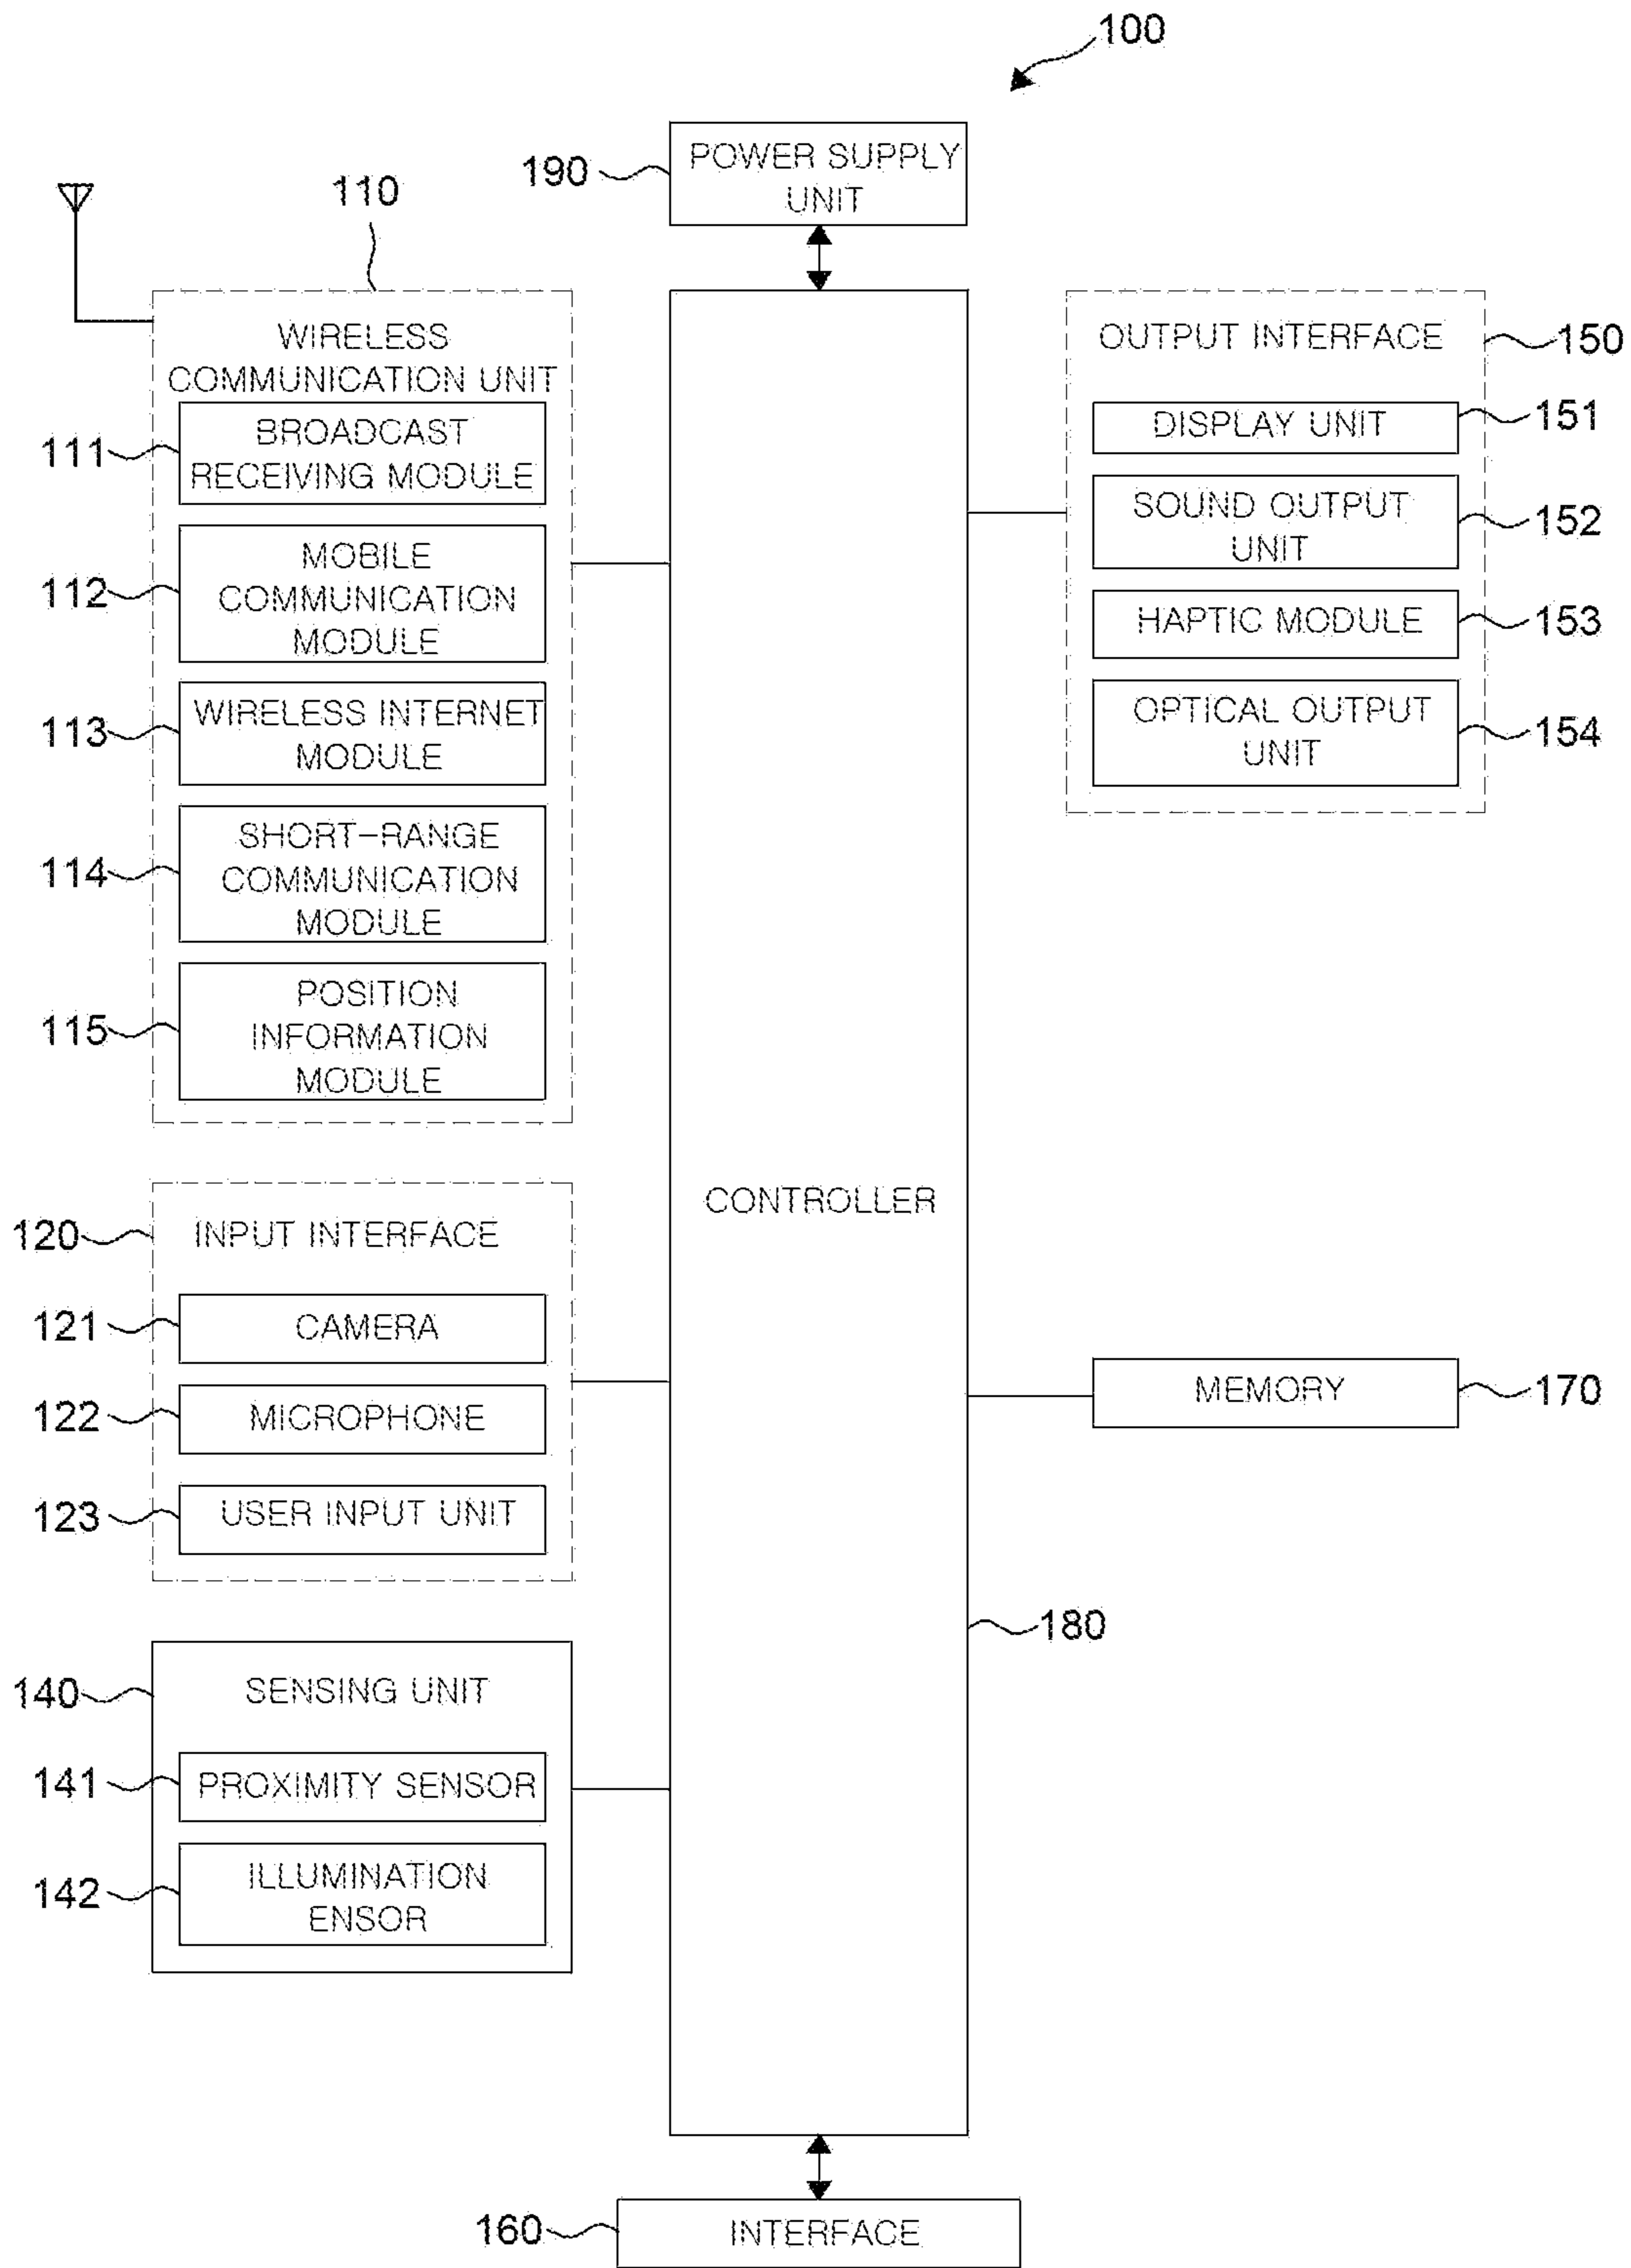 100
190
POWER SUPPLY
UNIT
110
WIRELESS
COMMUNICATION UNIT
111
BROADCAST
RECEIVING MODULE
112
MOBILE
COMMUNICATION
MODULE
113
WIRELESS INTERNET
MODULE
114
SHORT-RANGE
COMMUNICATION
MODULE
115
POSITION
INFORMATION
MODULE
120
INPUT INTERFACE
121
CAMERA
122
MICROPHONE
123
USER INPUT UNIT
140
SENSING UNIT
141
PROXIMITY SENSOR
142
ILLUMINATION
ENSOR
CONTROLLER
180
OUTPUT INTERFACE
150
DISPLAY UNIT
151
SOUND OUTPUT
UNIT
152
HAPTIC MODULE
153
OPTICAL OUTPUT
UNIT
154
MEMORY
170
160
INTERFACE